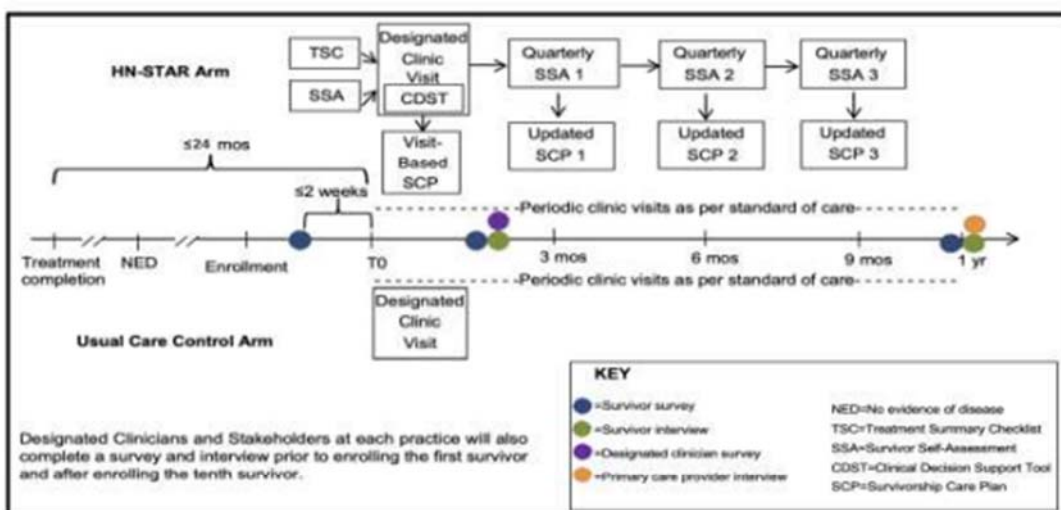 HN-STAR Arm
TSC
SSA
Designated
Clinic
Visit
CDST
Visit-
Based
SCP
Quarterly
SSA 1
Quarterly
SSA 2
Quarterly
SSA 3
Updated
SCP 1
Updated
SCP 2
Updated
SCP 3
≤24 mos
≤2 weeks
Periodic clinic visits as per standard of care
Treatment
completion
NED
Enrollment
T0
3 mos
6 mos
9 mos
1 yr
Periodic clinic visits as per standard of care
Designated
Clinic
Visit
Usual Care Control Arm
Designated Clinicians and Stakeholders at each practice will also
complete a survey and interview prior to enrolling the first survivor
and after enrolling the tenth survivor.
KEY
=Survivor survey
=Survivor interview
=Designated clinician survey
=Primary care provider interview
NED=No evidence of disease
TSC=Treatment Summary Checklist
SSA=Survivor Self-Assessment
CDST=Clinical Decision Support Tool
SCP=Survivorship Care Plan